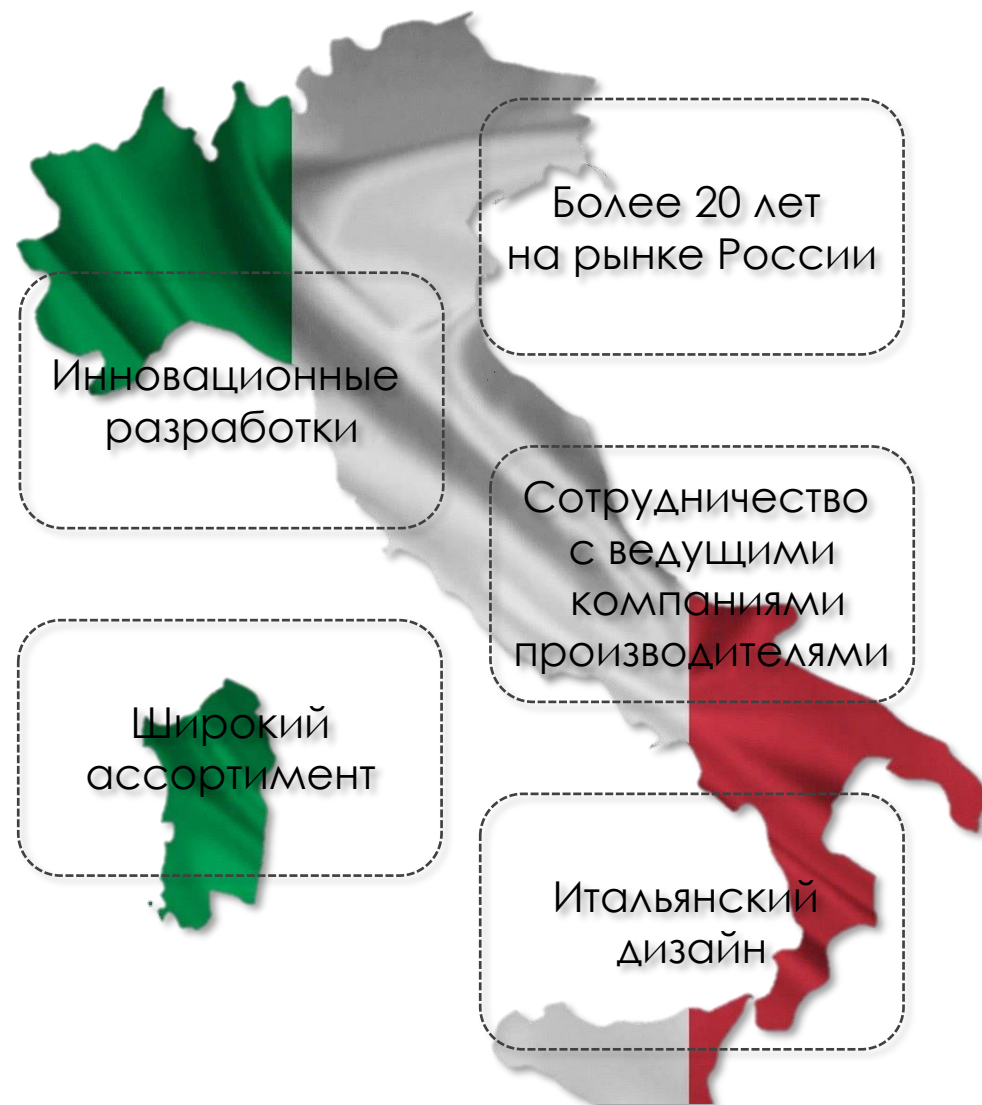 Более 20 лет
на рынке России
Инновационные
разработки
Сотрудничество
с ведущими
компаниями
производителями
Широкий
ассортимент
Итальянский
дизайн